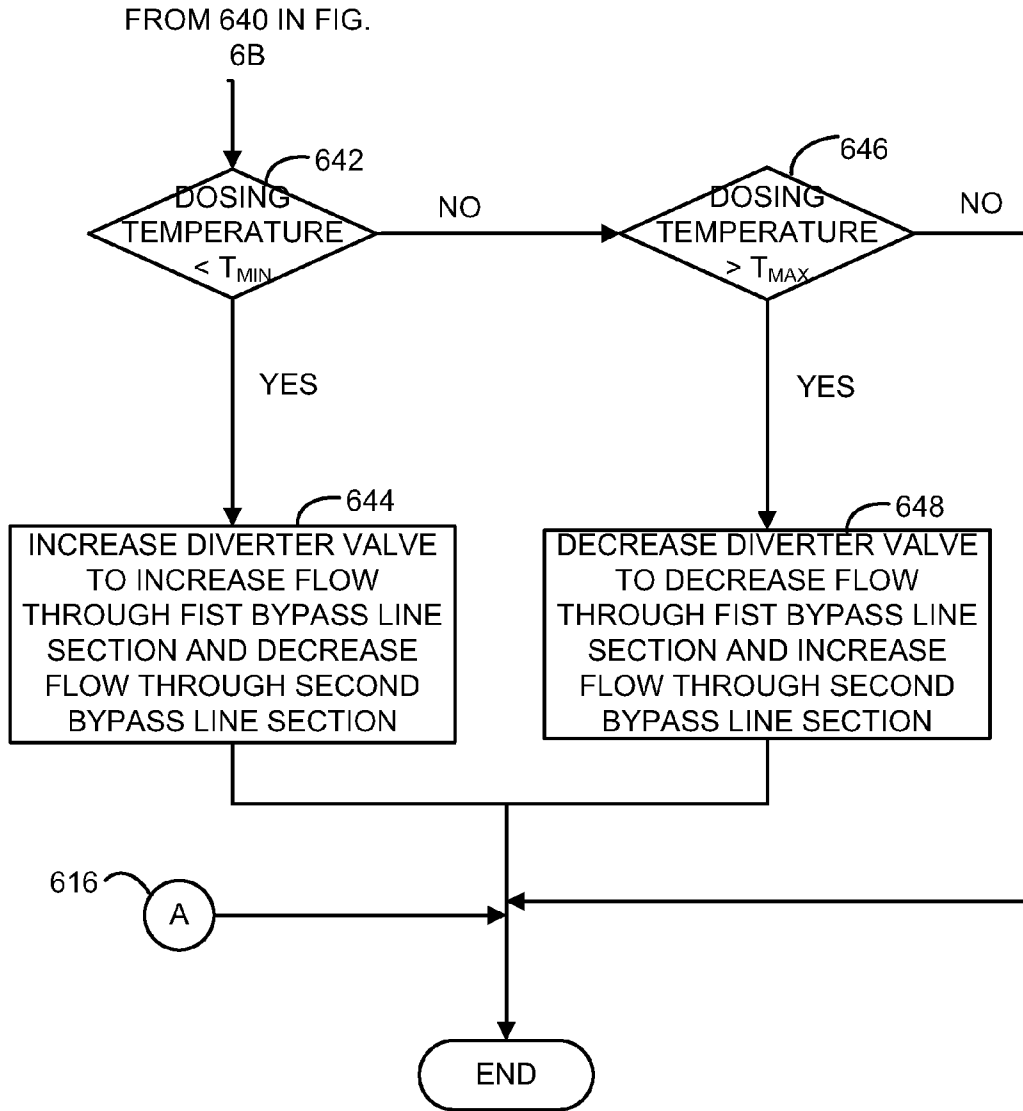 FROM 640 IN FIG.
6B
642
DOSING
TEMPERATURE
< TMIN
NO
646
DOSING
TEMPERATURE
> TMAX
NO
YES
YES
644
INCREASE DIVERTER VALVE
TO INCREASE FLOW
THROUGH FIST BYPASS LINE
SECTION AND DECREASE
FLOW THROUGH SECOND
BYPASS LINE SECTION
648
DECREASE DIVERTER VALVE
TO DECREASE FLOW
THROUGH FIST BYPASS LINE
SECTION AND INCREASE
FLOW THROUGH SECOND
BYPASS LINE SECTION
616
A
END